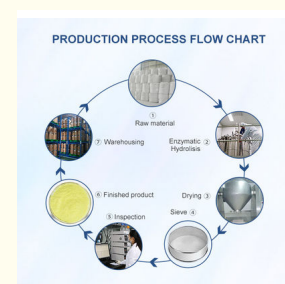 PRODUCTION PROCESS FLOW CHART
① Raw material
Enzymatic ②
Hydrolisis
Drying ③
Sieve ④
⑤ Inspection
⑥ Finished product
⑦ Warehousing